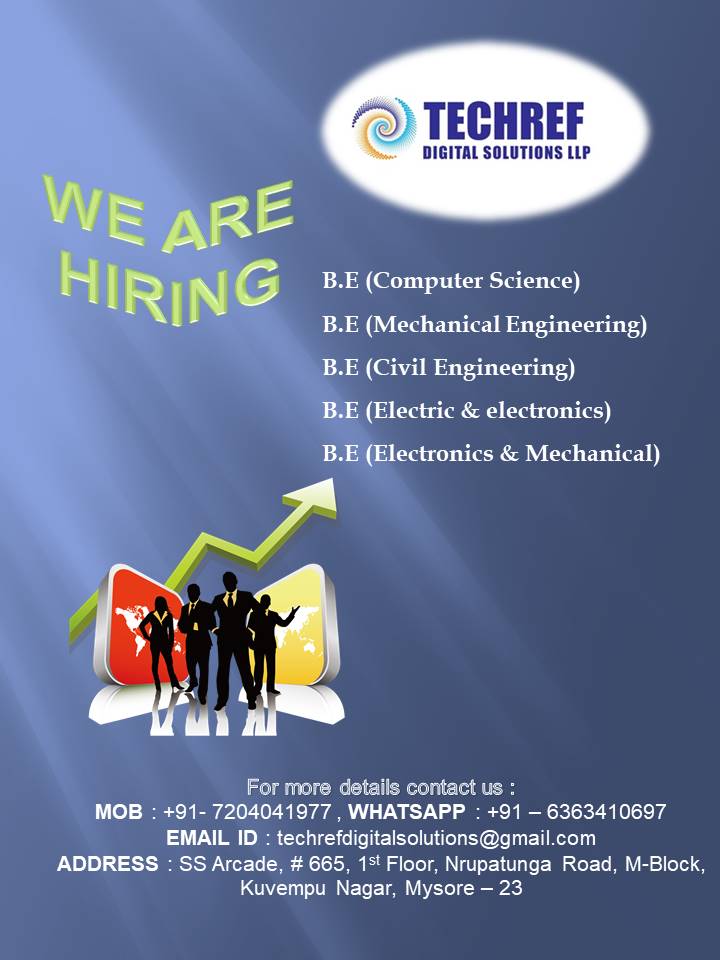 TECHREF
DIGITAL SOLUTIONS LLP
WE ARE
HIRING
B.E (Computer Science)
B.E (Mechanical Engineering)
B.E (Civil Engineering)
B.E (Electric & electronics)
B.E (Electronics & Mechanical)
For more details contact us :
MOB : +91- 7204041977 , WHATSAPP : +91 – 6363410697
EMAIL ID : techrefdigitalsolutions@gmail.com
ADDRESS : SS Arcade, # 665, 1st Floor, Nrupatunga Road, M-Block,
Kuvempu Nagar, Mysore – 23